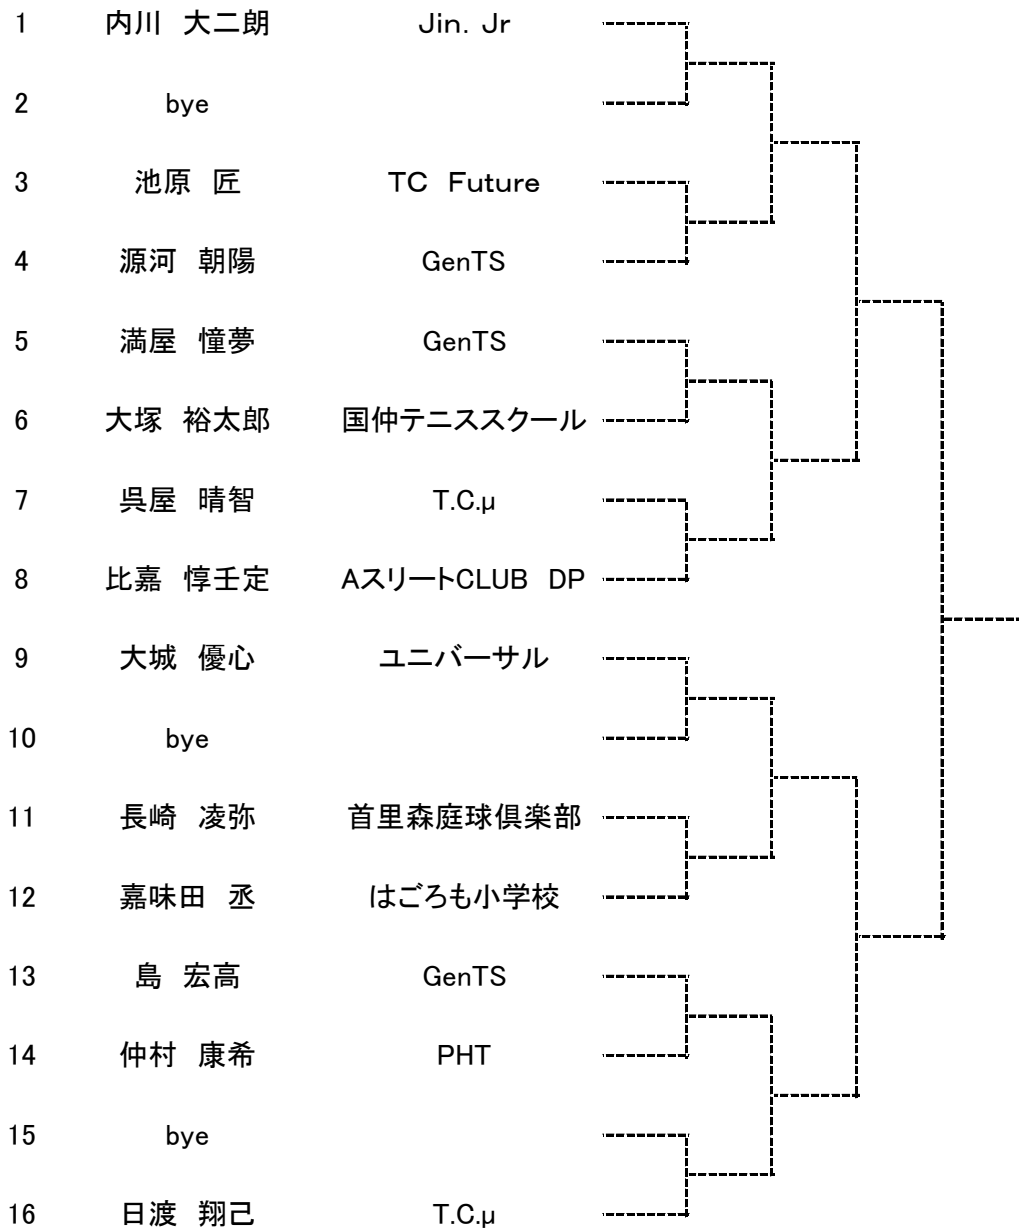 1 内川 大二朗 Jin. Jr
2 bye
3 池原 匠 TC Future
4 源河 朝陽 GenTS
5 満屋 憧夢 GenTS
6 大塚 裕太郎 国仲テニススクール
7 呉屋 晴智 T.C.μ
8 比嘉 惇壬定 AスリートCLUB DP
9 大城 優心 ユニバーサル
10 bye
11 長崎 凌弥 首里森庭球倶楽部
12 嘉味田 丞 はごろも小学校
13 島 宏高 GenTS
14 仲村 康希 PHT
15 bye
16 日渡 翔己 T.C.μ